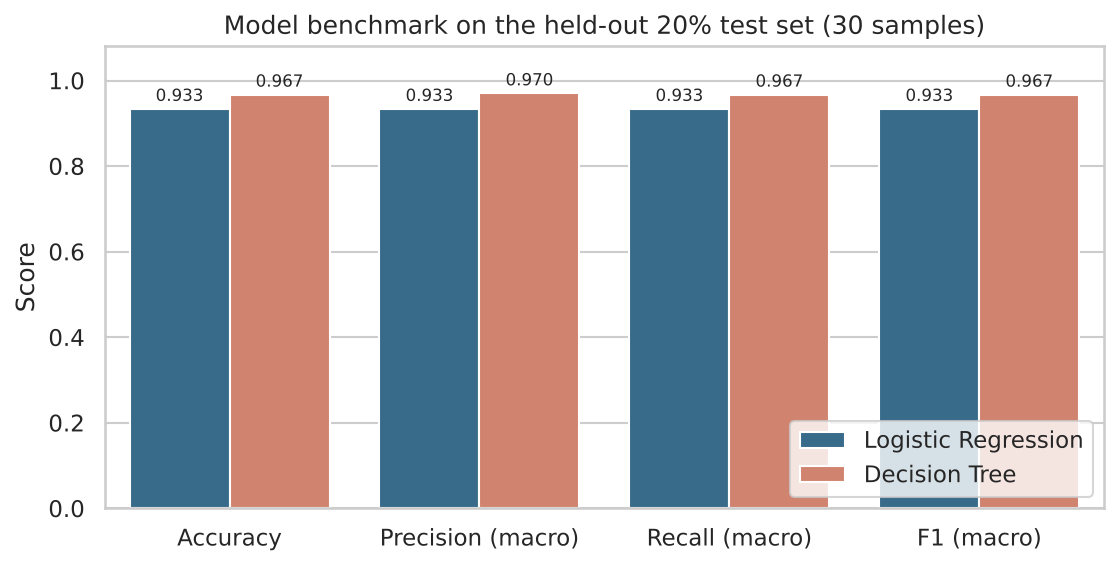 Model benchmark on the held-out 20% test set (30 samples)
Score
1.0
0.8
0.6
0.4
0.2
0.0
0.933
0.967
0.933
0.970
0.933
0.967
0.933
0.967
Logistic Regression
Decision Tree
Accuracy
Precision (macro)
Recall (macro)
F1 (macro)